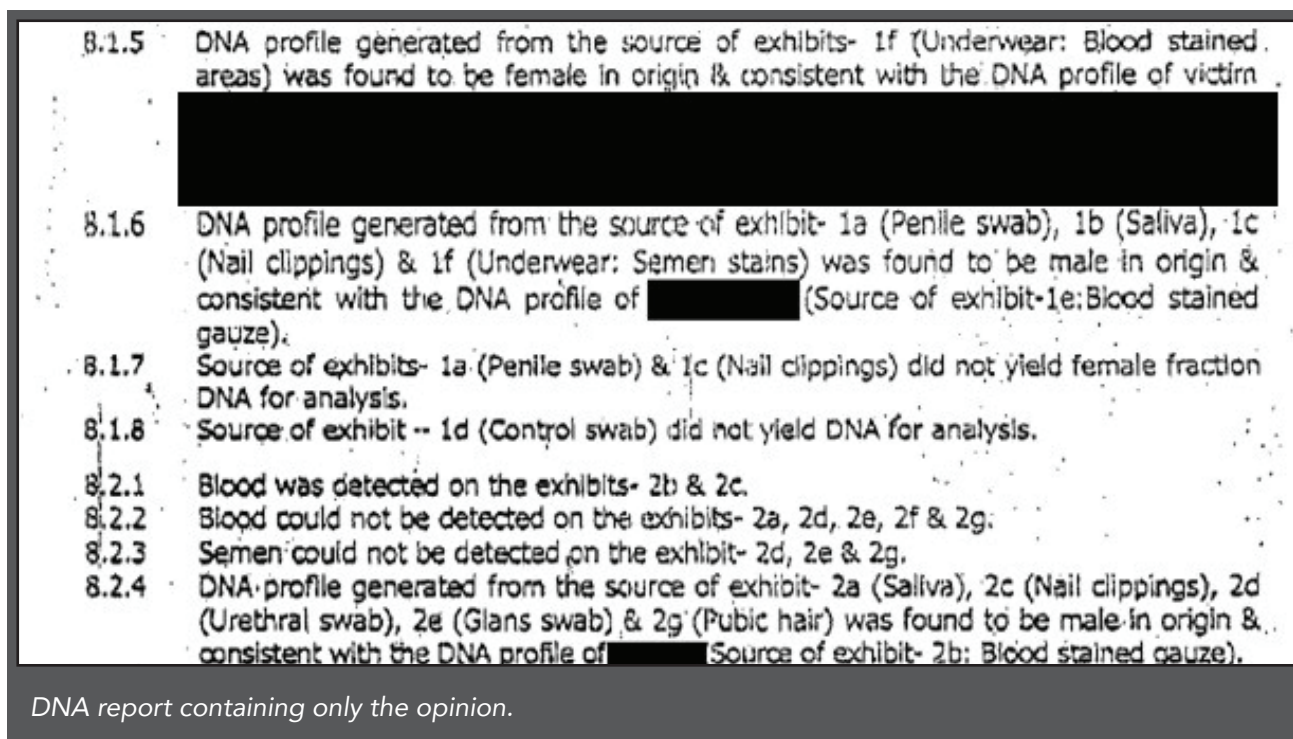 8.1.5 DNA profile generated from the source of exhibits- 1f (Underwear: Blood stained
areas) was found to be female in origin & consistent with the DNA profile of victim
8.1.6 DNA profile generated from the source of exhibit- 1a (Penile swab), 1b (Saliva), 1c
(Nail clippings) & 1f (Underwear: Semen stains) was found to be male in origin &
consistent with the DNA profile of (Source of exhibit-1e:Blood stained
gauze).
8.1.7 Source of exhibits- 1a (Penile swab) & 1c (Nail clippings) did not yield female fraction
DNA for analysis.
8.1.8 Source of exhibit -- 1d (Control swab) did not yield DNA for analysis.
8.2.1 Blood was detected on the exhibits- 2b & 2c.
8.2.2 Blood could not be detected on the exhibits- 2a, 2d, 2e, 2f & 2g.
8.2.3 Semen could not be detected on the exhibit- 2d, 2e & 2g.
8.2.4 DNA profile generated from the source of exhibit- 2a (Saliva), 2c (Nail clippings), 2d
(Urethral swab), 2e (Glans swab) & 2g (Pubic hair) was found to be male in origin &
consistent with the DNA profile of (Source of exhibit- 2b: Blood stained gauze).
DNA report containing only the opinion.